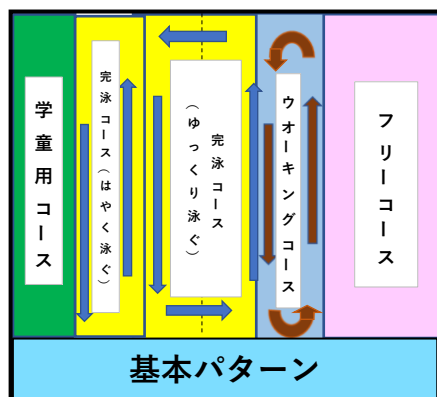 学童用コース
完泳コース(はやく泳ぐ)
完泳コース
(ゆっくり泳ぐ)
ウオーキングコース
フリーコース
基本パターン